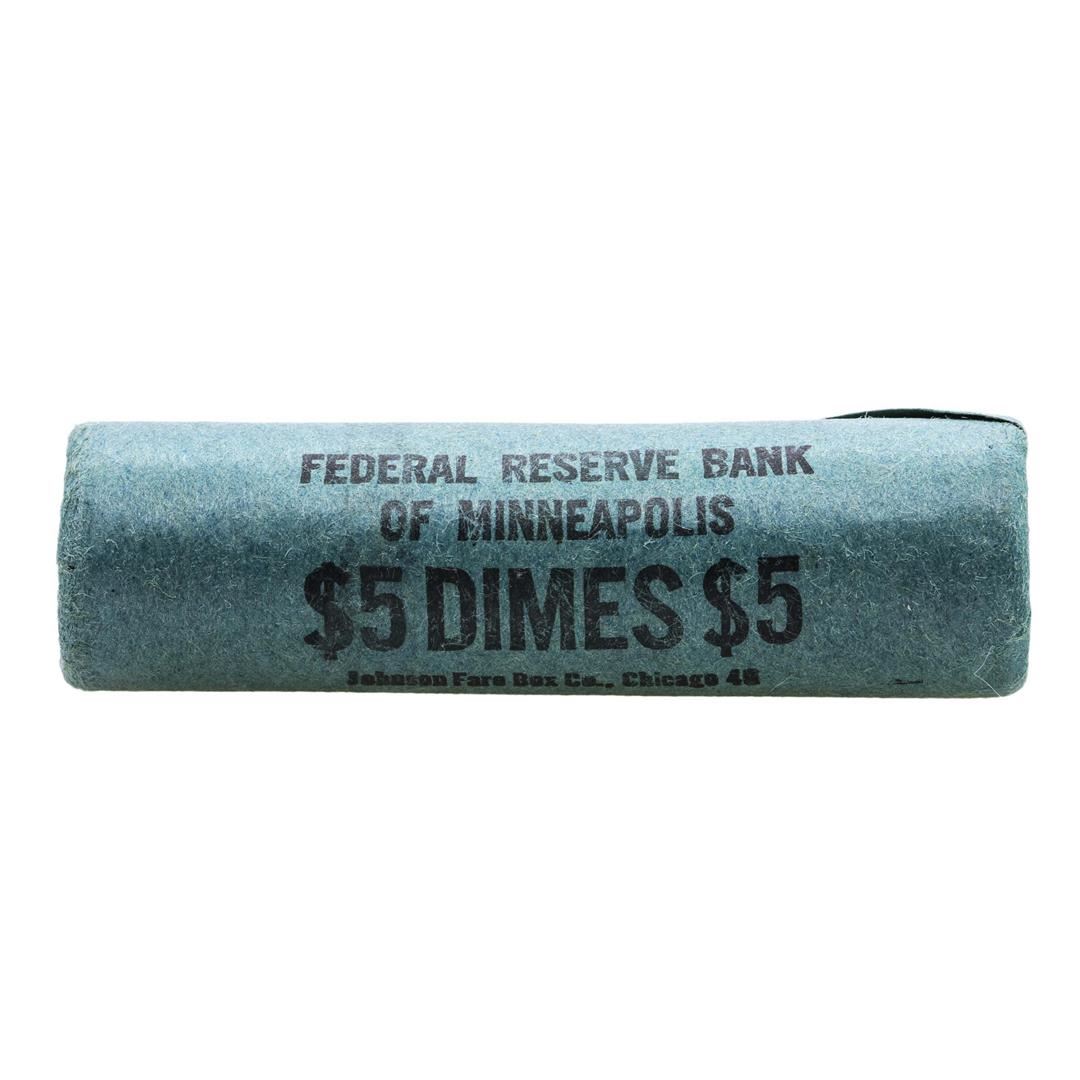 FEDERAL RESERVE BANK
OF MINNEAPOLIS
$5 DIMES $5
Johnson Fare Box Co., Chicago 48